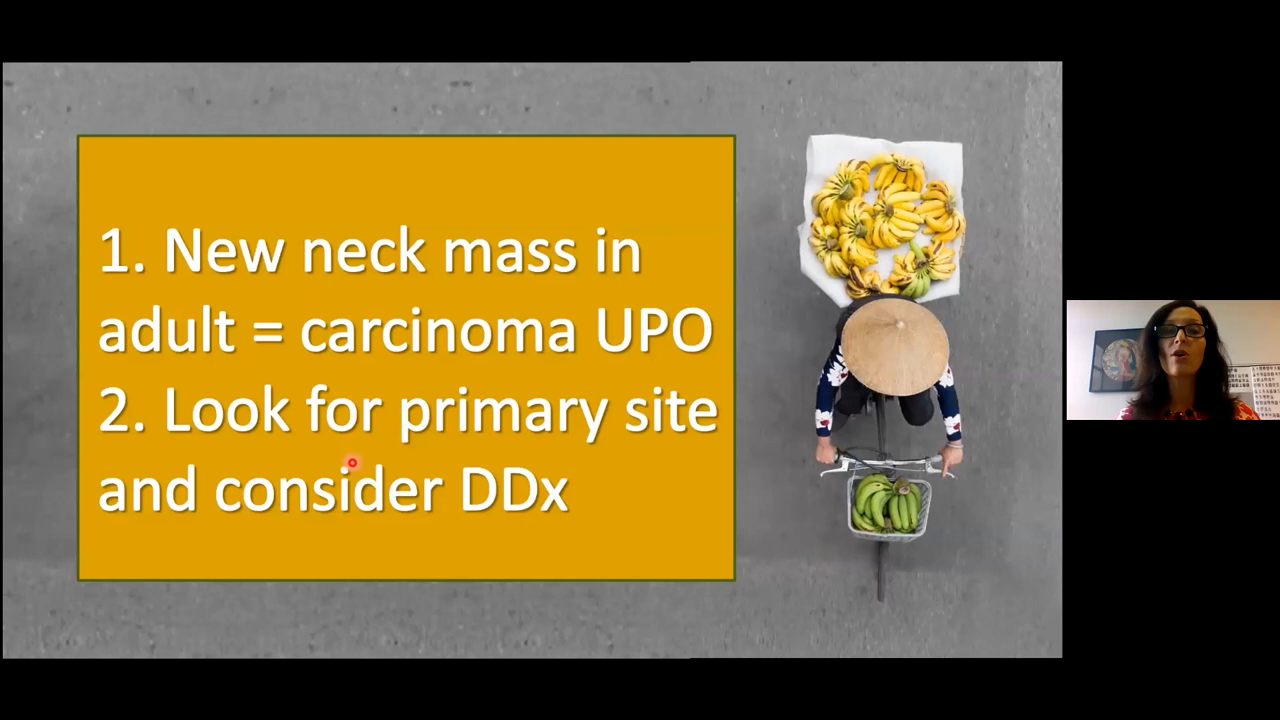 1. New neck mass in
adult = carcinoma UPO
2. Look for primary site
and consider DDx